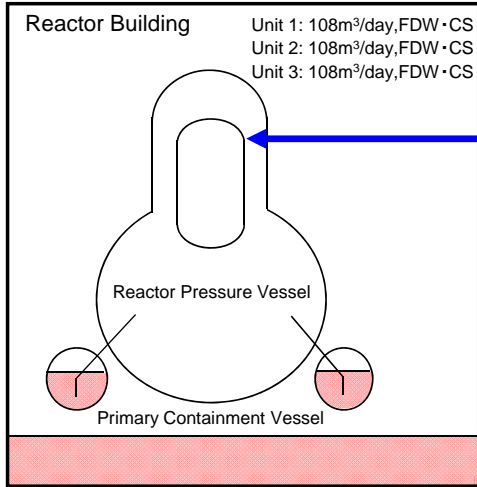 Reactor Building
Unit 1: 108m³/day,FDW・CS
Unit 2: 108m³/day,FDW・CS
Unit 3: 108m³/day,FDW・CS
Reactor Pressure Vessel
Primary Containment Vessel